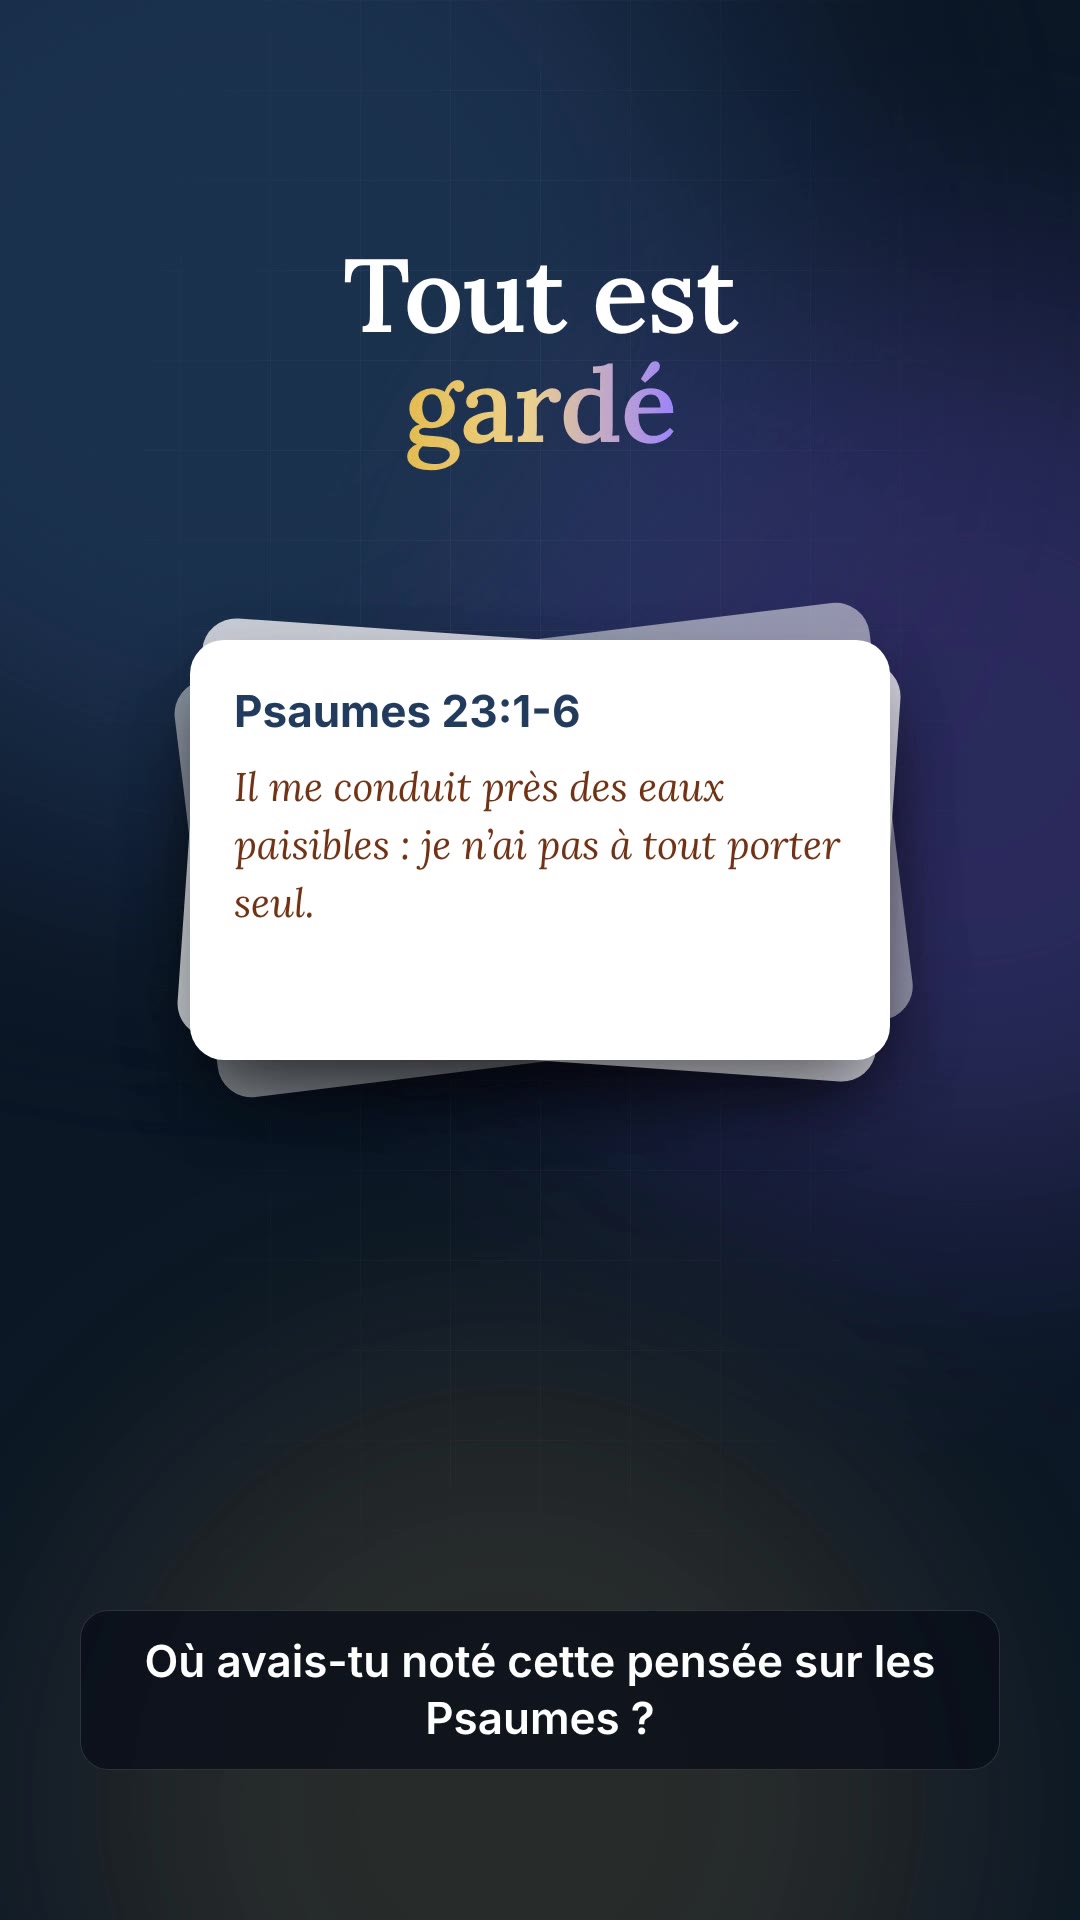 Tout est
gardé
Psaumes 23:1-6
Il me conduit près des eaux
paisibles : je n’ai pas à tout porter
seul.
Où avais-tu noté cette pensée sur les
Psaumes ?